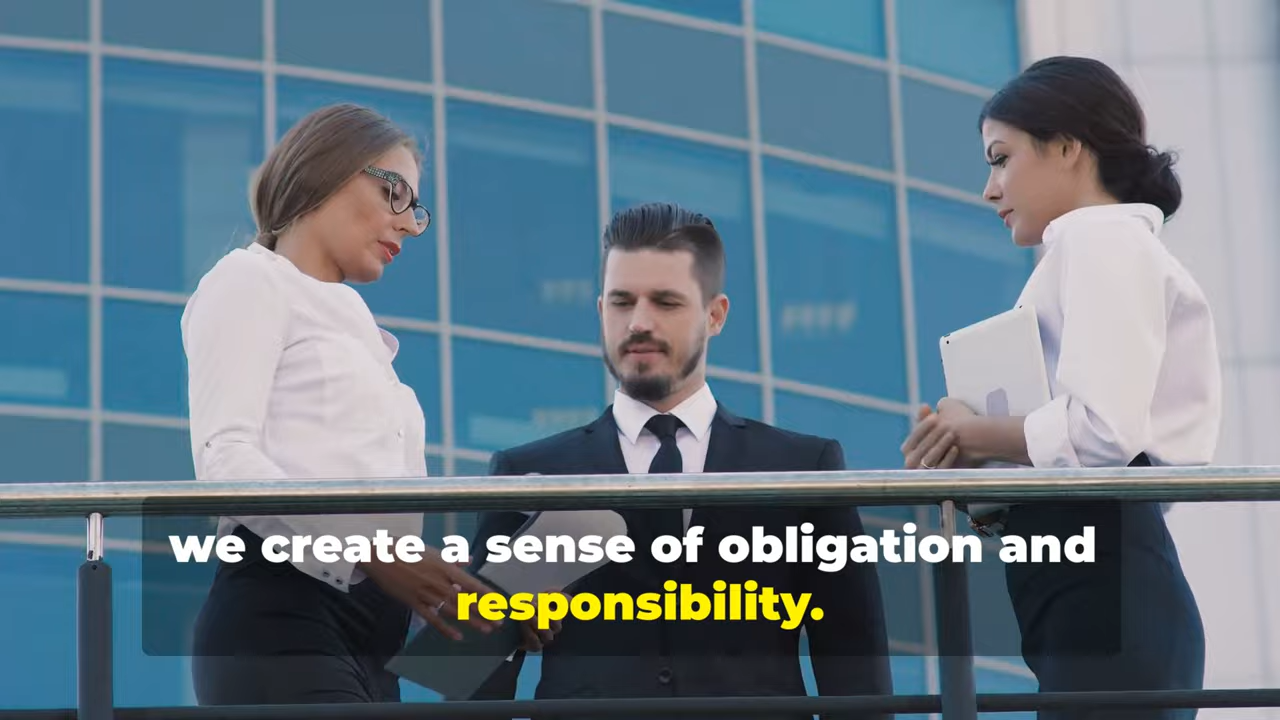 we create a sense of obligation and
responsibility.